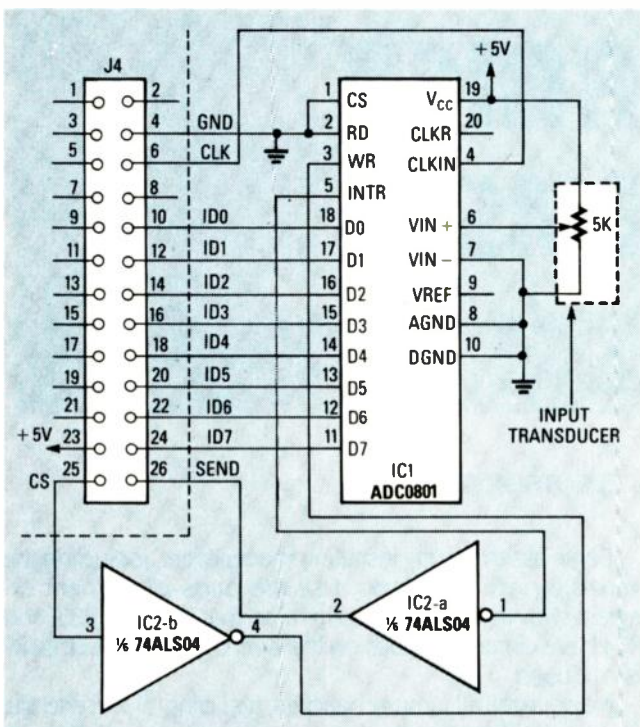 J4
+5V
1 2
3 4 GND
5 6 CLK
7 8
9 10 ID0
11 12 ID1
13 14 ID2
15 16 ID3
17 18 ID4
19 20 ID5
21 22 ID6
+5V 23 24 ID7
CS 25 26 SEND
1 CS VCC 19
2 RD CLKR 20
3 WR CLKIN 4
5 INTR
18 D0 VIN + 6
5K
17 D1 VIN – 7
16 D2 VREF 9
15 D3 AGND 8
14 D4 DGND 10
13 D5
12 D6
11 D7
IC1
ADC0801
INPUT
TRANSDUCER
3 IC2-b 4
⅙ 74ALS04
2 IC2-a 1
⅙ 74ALS04